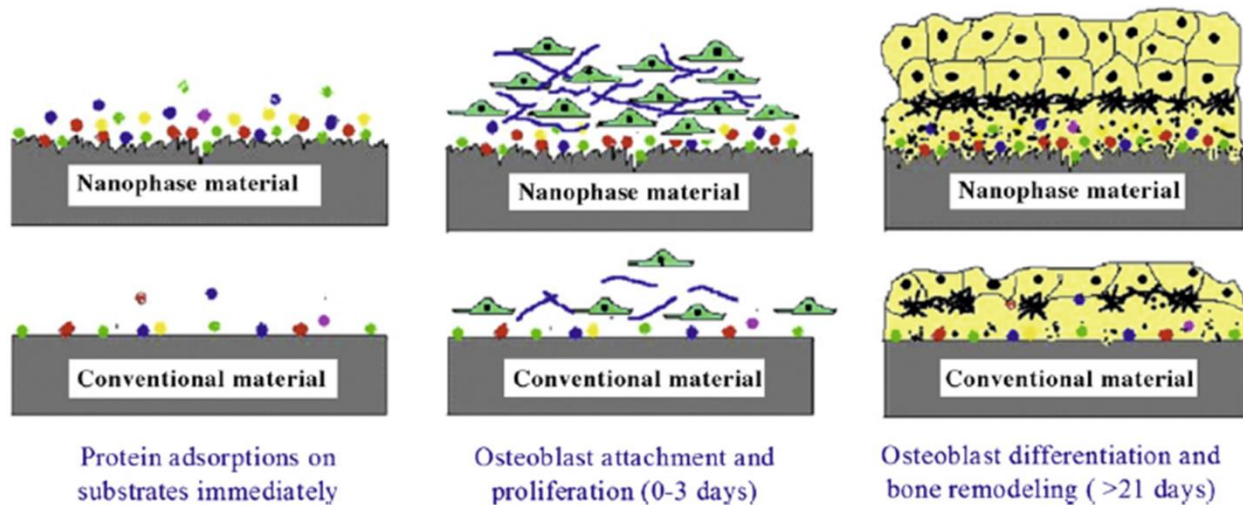 Nanophase material
Nanophase material
Nanophase material
Conventional material
Conventional material
Conventional material
Protein adsorptions on
substrates immediately
Osteoblast attachment and
proliferation (0-3 days)
Osteoblast differentiation and
bone remodeling ( >21 days)